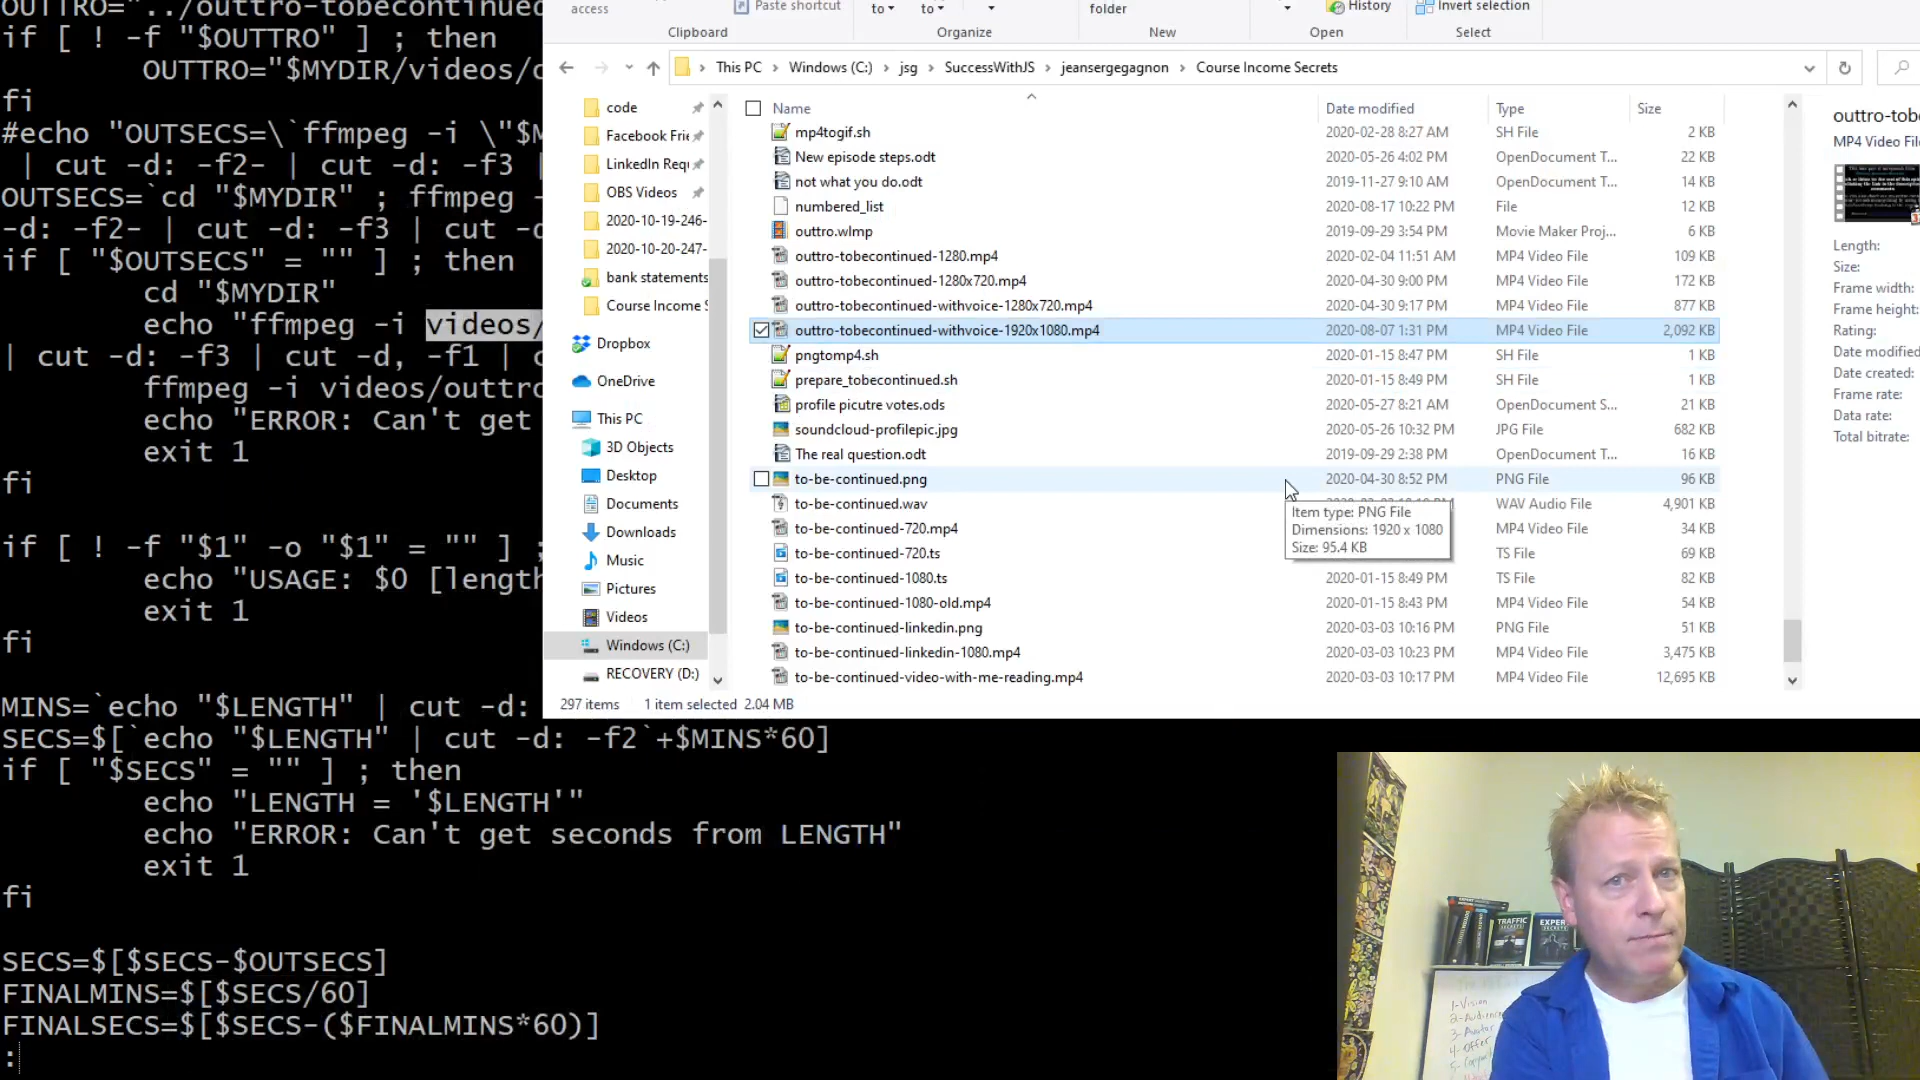 OUTTRO="../outtro-tobecontinued
if [ ! -f "$OUTTRO" ] ; then
OUTTRO="$MYDIR/videos/
fi
#echo "OUTSECS=\`ffmpeg -i \"$M
| cut -d: -f2- | cut -d: -f3 |
OUTSECS=`cd "$MYDIR" ; ffmpeg -
-d: -f2- | cut -d: -f3 | cut -d
if [ "$OUTSECS" = "" ] ; then
cd "$MYDIR"
echo "ffmpeg -i videos/
| cut -d: -f3 | cut -d, -f1 |
ffmpeg -i videos/outtro
echo "ERROR: Can't get
exit 1
fi
if [ ! -f "$1" -o "$1" = "" ] ;
echo "USAGE: $0 [length
exit 1
fi
MINS=`echo "$LENGTH" | cut -d:
SECS=$[`echo "$LENGTH" | cut -d: -f2`+$MINS*60]
if [ "$SECS" = "" ] ; then
echo "LENGTH = '$LENGTH'"
echo "ERROR: Can't get seconds from LENGTH"
exit 1
fi
SECS=$[$SECS-$OUTSECS]
FINALMINS=$[$SECS/60]
FINALSECS=$[$SECS-($FINALMINS*60)]
:
access
Paste shortcut
to
to
folder
History
Invert selection
Clipboard
Organize
New
Open
Select
This PC > Windows (C:) > jsg > SuccessWithJS > jeansergegagnon > Course Income Secrets
code
Facebook Frie
LinkedIn Requ
OBS Videos
2020-10-19-246-
2020-10-20-247-
bank statements
Course Income S
Dropbox
OneDrive
This PC
3D Objects
Desktop
Documents
Downloads
Music
Pictures
Videos
Windows (C:)
RECOVERY (D:)
Name Date modified Type Size
mp4togif.sh 2020-02-28 8:27 AM SH File 2 KB
New episode steps.odt 2020-05-26 4:02 PM OpenDocument T... 22 KB
not what you do.odt 2019-11-27 9:10 AM OpenDocument T... 14 KB
numbered_list 2020-08-17 10:22 PM File 12 KB
outtro.wlmp 2019-09-29 3:54 PM Movie Maker Proj... 6 KB
outtro-tobecontinued-1280.mp4 2020-02-04 11:51 AM MP4 Video File 109 KB
outtro-tobecontinued-1280x720.mp4 2020-04-30 9:00 PM MP4 Video File 172 KB
outtro-tobecontinued-withvoice-1280x720.mp4 2020-04-30 9:17 PM MP4 Video File 877 KB
outtro-tobecontinued-withvoice-1920x1080.mp4 2020-08-07 1:31 PM MP4 Video File 2,092 KB
pngtomp4.sh 2020-01-15 8:47 PM SH File 1 KB
prepare_tobecontinued.sh 2020-01-15 8:49 PM SH File 1 KB
profile picutre votes.ods 2020-05-27 8:21 AM OpenDocument S... 21 KB
soundcloud-profilepic.jpg 2020-05-26 10:32 PM JPG File 682 KB
The real question.odt 2019-09-29 2:38 PM OpenDocument T... 16 KB
to-be-continued.png 2020-04-30 8:52 PM PNG File 96 KB
to-be-continued.wav WAV Audio File 4,901 KB
to-be-continued-720.mp4 PM MP4 Video File 34 KB
to-be-continued-720.ts PM TS File 69 KB
to-be-continued-1080.ts 2020-01-15 8:49 PM TS File 82 KB
to-be-continued-1080-old.mp4 2020-01-15 8:43 PM MP4 Video File 54 KB
to-be-continued-linkedin.png 2020-03-03 10:16 PM PNG File 51 KB
to-be-continued-linkedin-1080.mp4 2020-03-03 10:23 PM MP4 Video File 3,475 KB
to-be-continued-video-with-me-reading.mp4 2020-03-03 10:17 PM MP4 Video File 12,695 KB
Item type: PNG File
Dimensions: 1920 x 1080
Size: 95.4 KB
297 items 1 item selected 2.04 MB
outtro-tobe
MP4 Video File
Length:
Size:
Frame width:
Frame height:
Rating:
Date modified
Date created:
Frame rate:
Data rate:
Total bitrate:
TRAFFIC
SECRETS
EXPER
SECRETS
1-Vision
2-Audience
3-Avatar
4-Offer